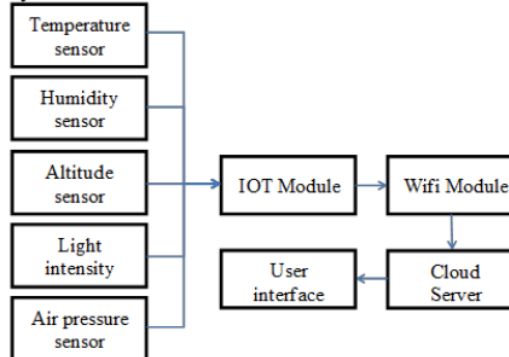 Temperature
sensor
Humidity
sensor
Altitude
sensor
Light
intensity
Air pressure
sensor
IOT Module
Wifi Module
User
interface
Cloud
Server